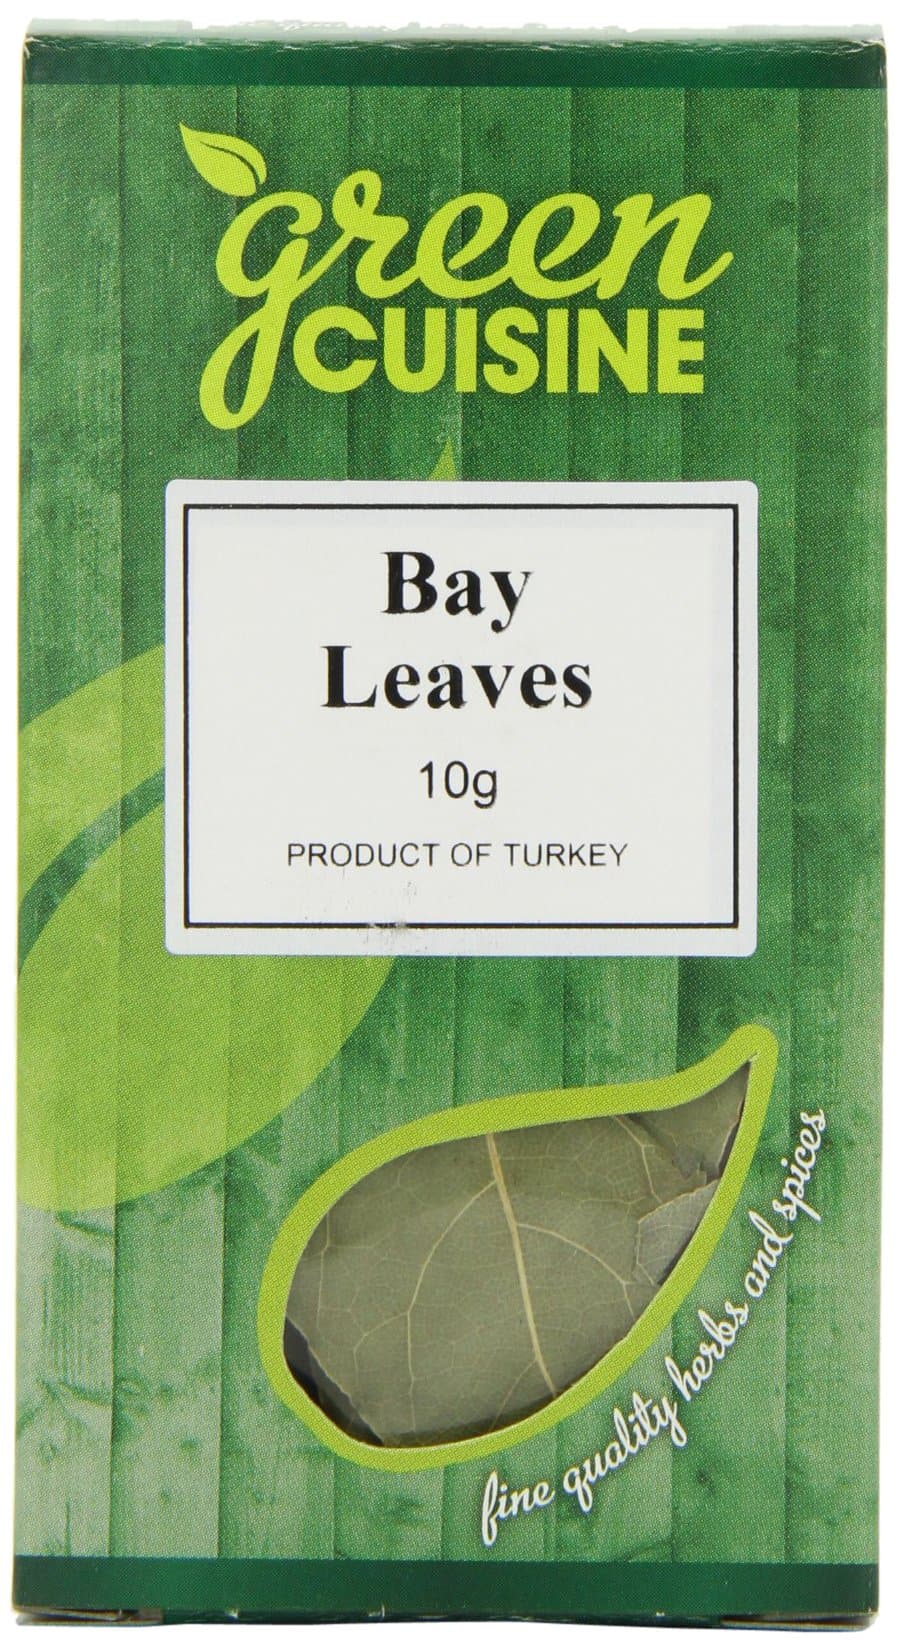 green
CUISINE
Bay
Leaves
10g
PRODUCT OF TURKEY
fine quality herbs and spices